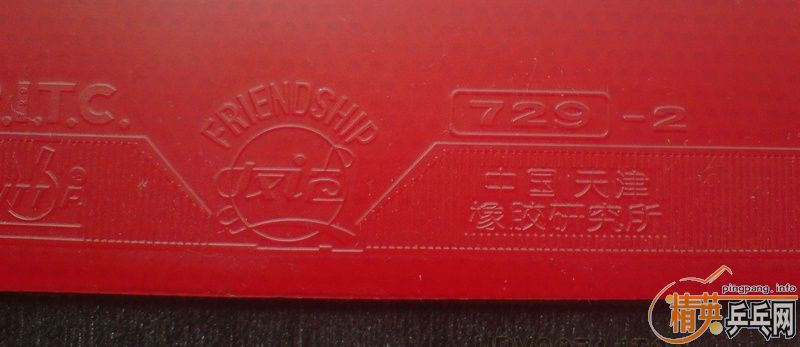 .T.C.
FRIENDSHIP
729 -2
中国 天津
橡胶研究所
pingpang.info
精英乒乓网